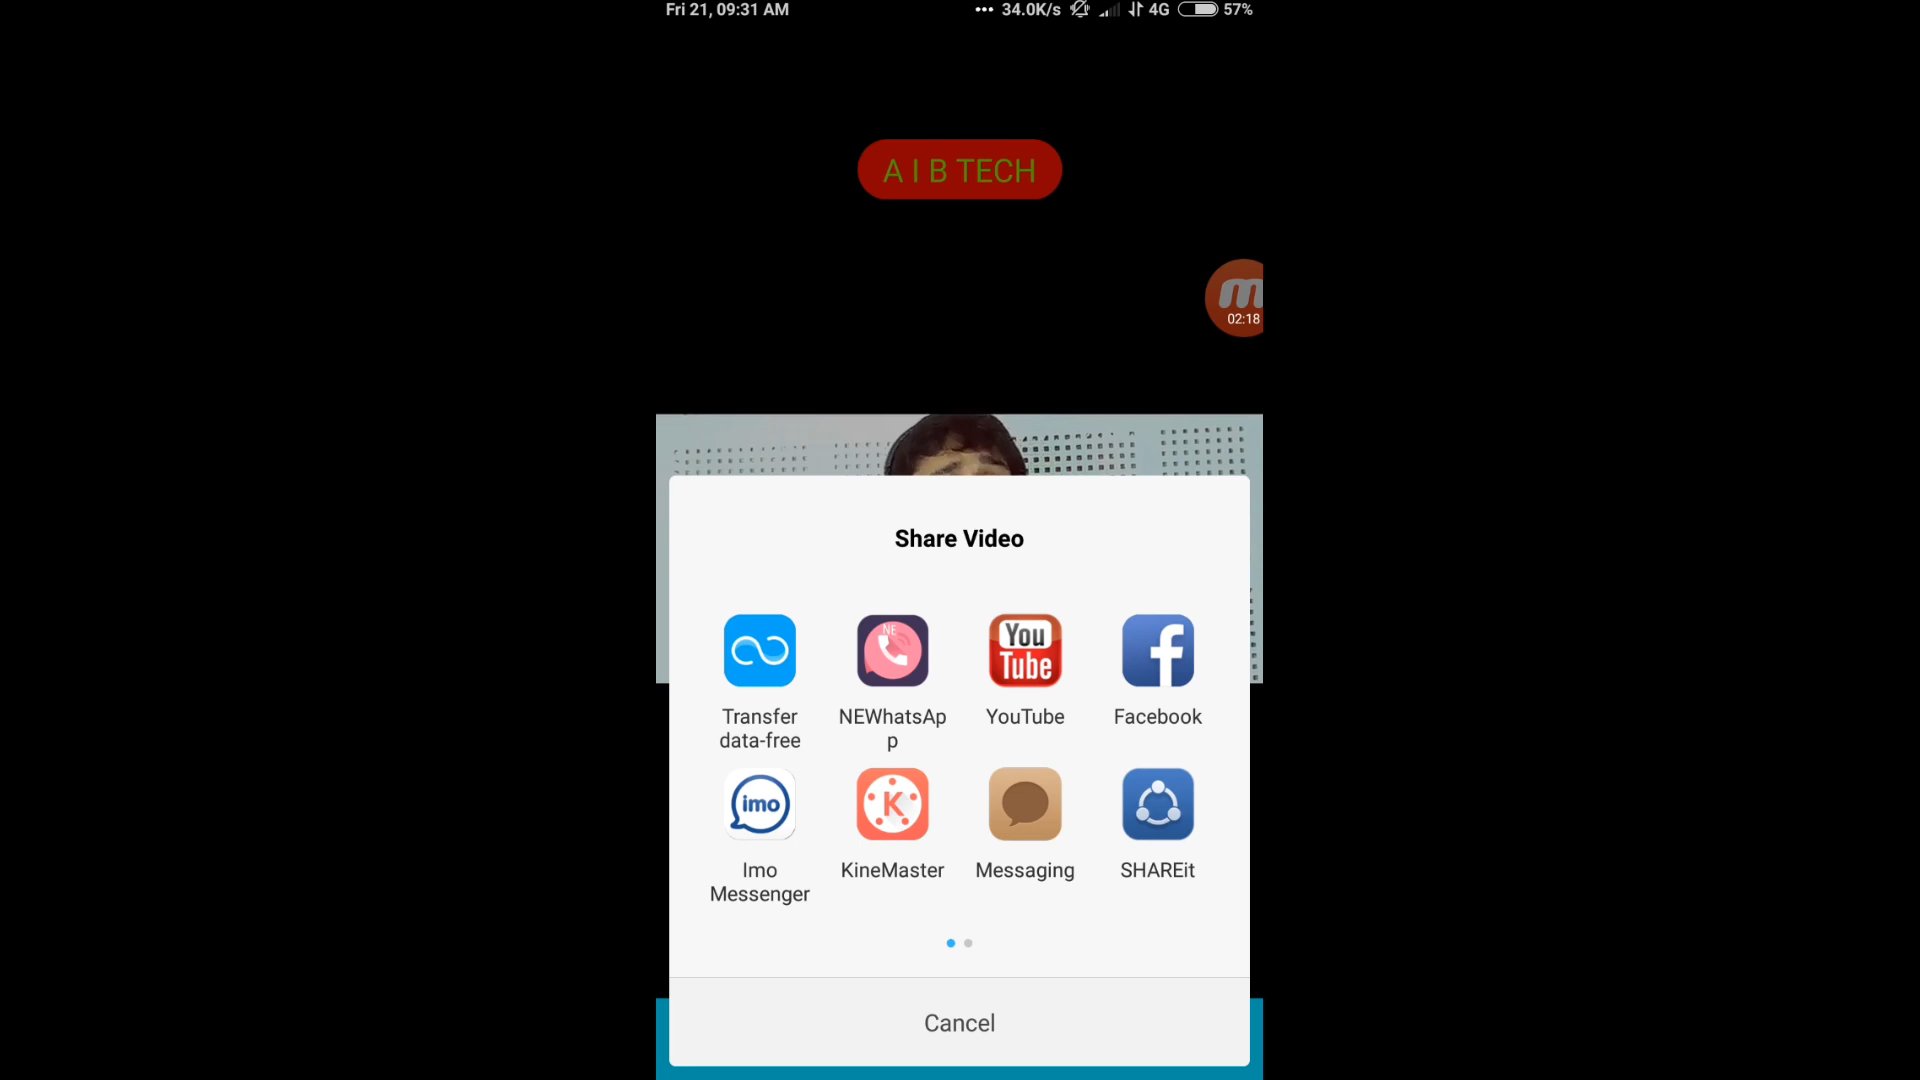 Fri 21, 09:31 AM ••• 34.0K/s 4G 57%
A I B TECH
m
02:18
Share Video
NE
You
Tube
f
Transfer
data-free
NEWhatsAp
p
YouTube
Facebook
imo
K
Imo
Messenger
KineMaster
Messaging
SHAREit
Cancel